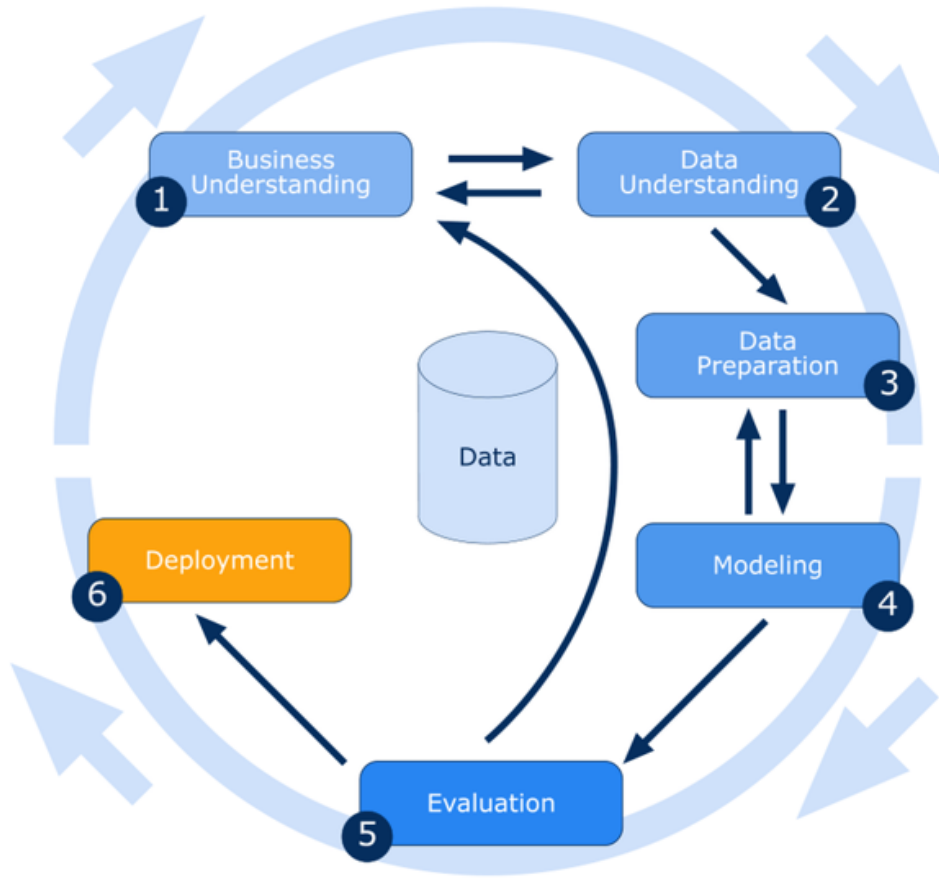 Business
Understanding
1
Data
Understanding
2
Data
Preparation
3
Data
Modeling
4
Deployment
6
Evaluation
5